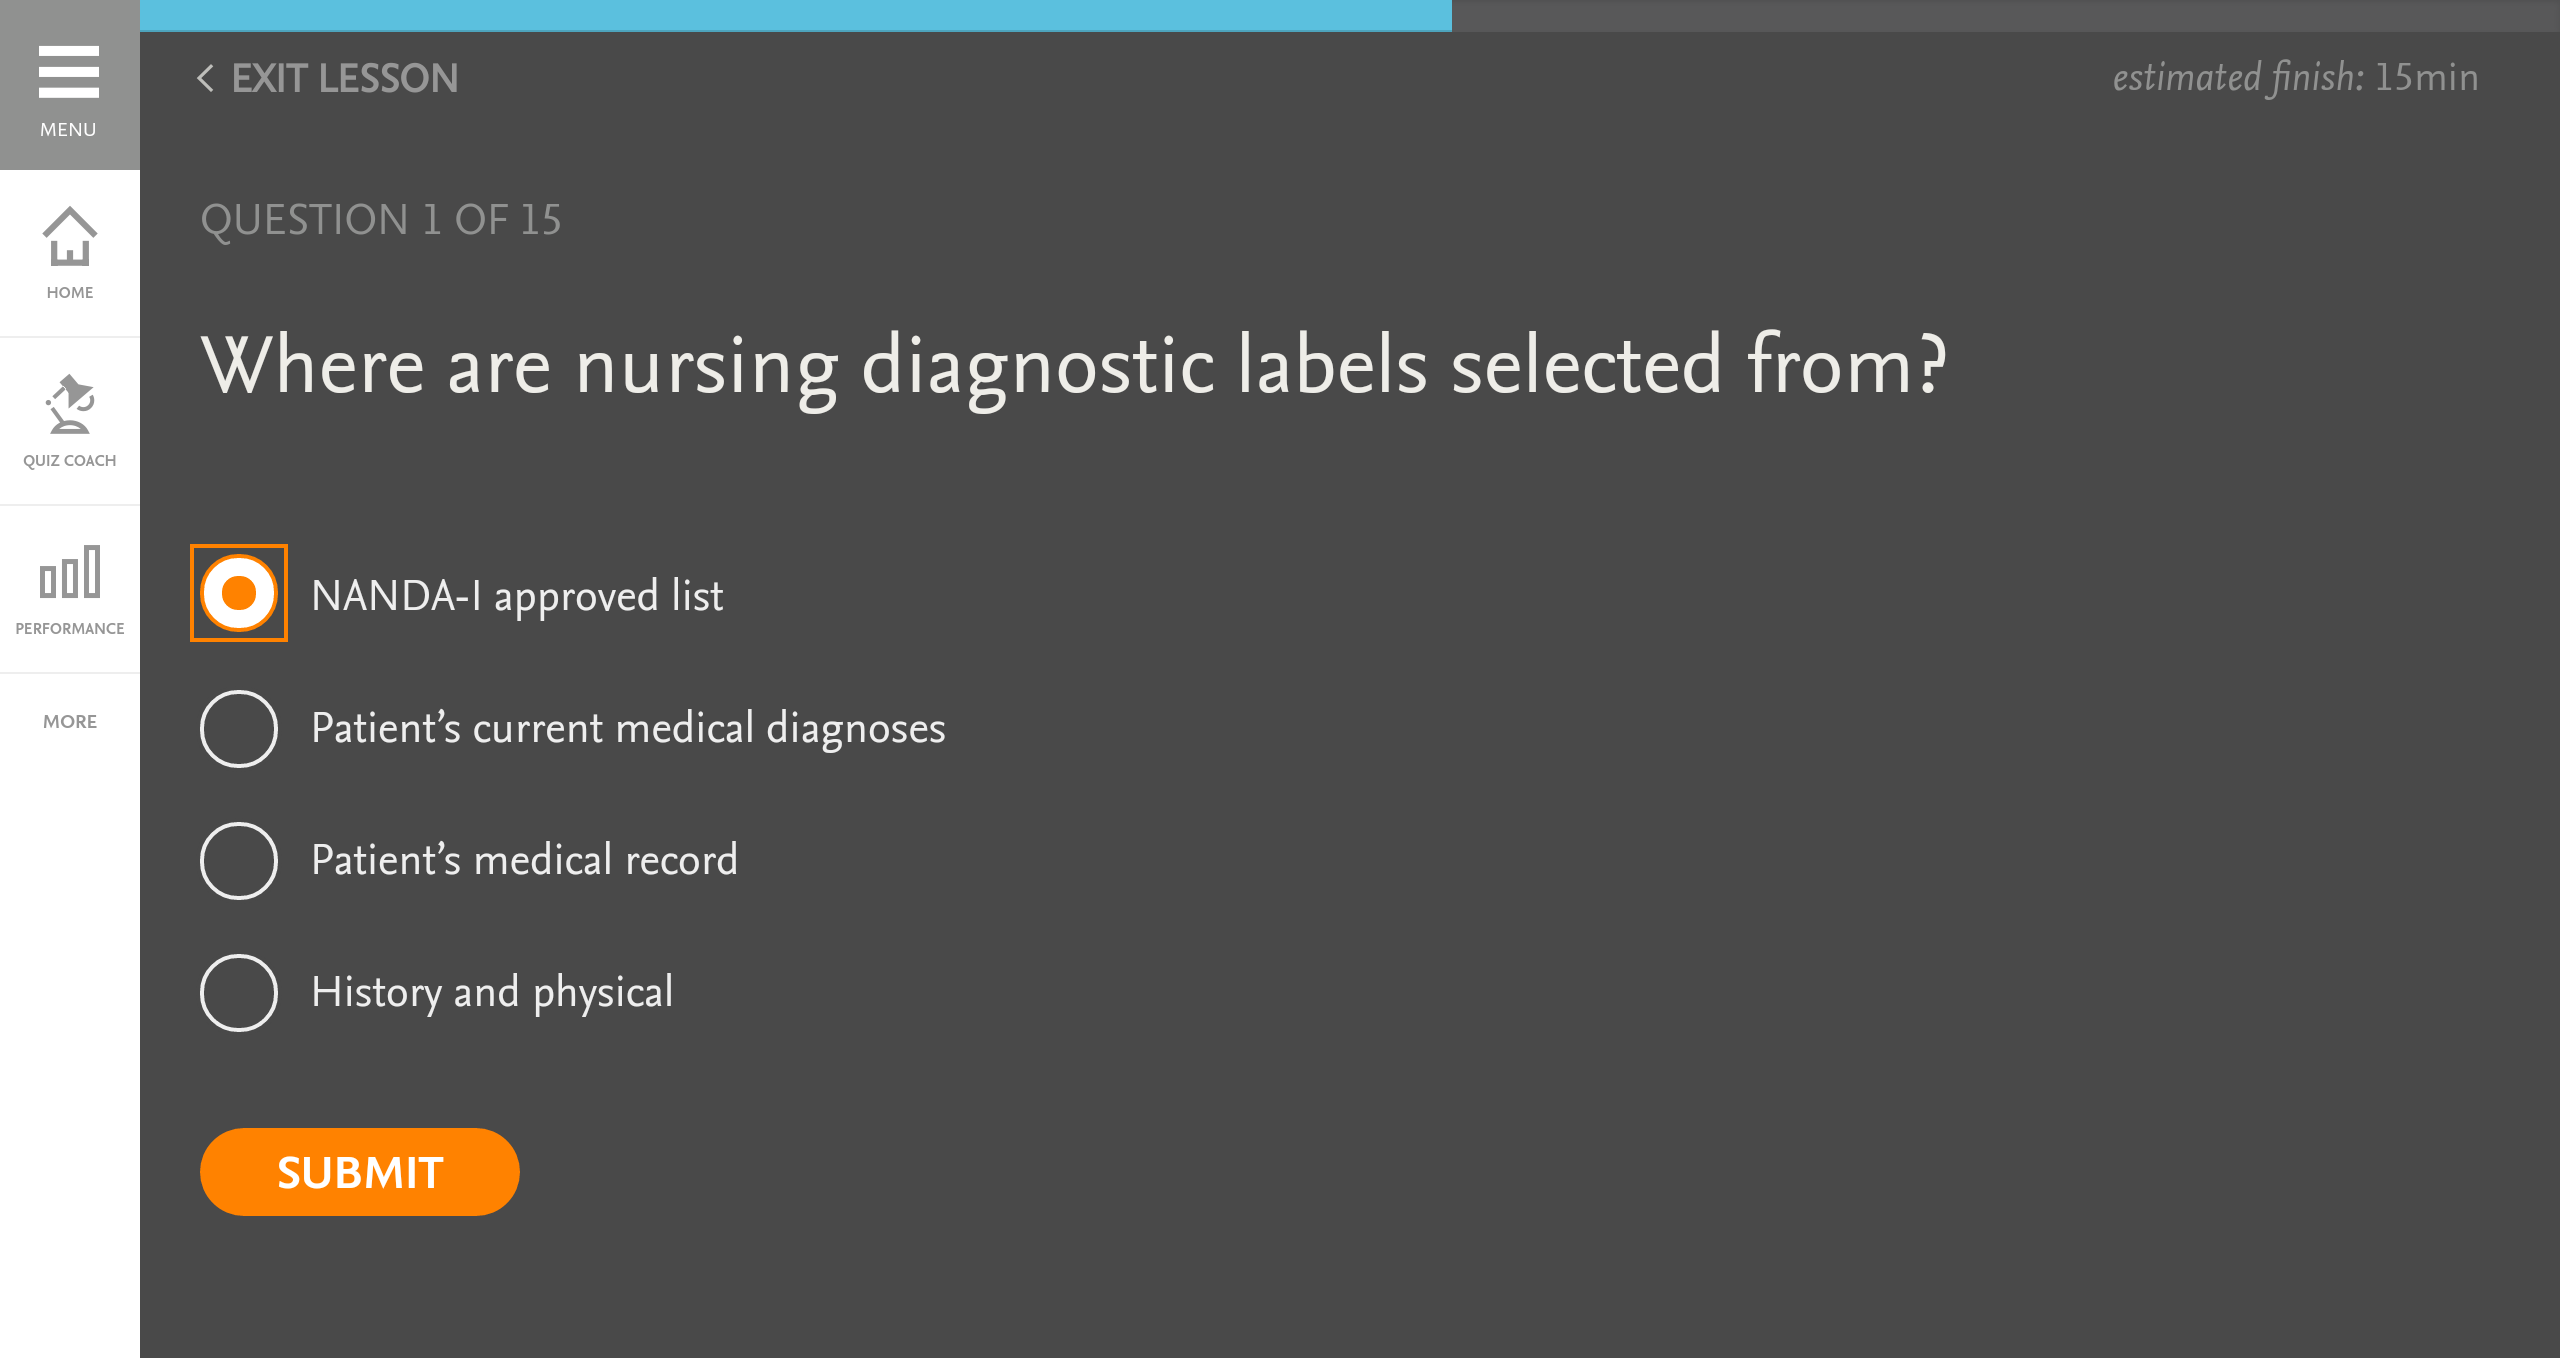 MENU
HOME
QUIZ COACH
PERFORMANCE
MORE
EXIT LESSON
estimated finish: 15min
QUESTION 1 OF 15
Where are nursing diagnostic labels selected from?
NANDA-I approved list
Patient’s current medical diagnoses
Patient’s medical record
History and physical
SUBMIT